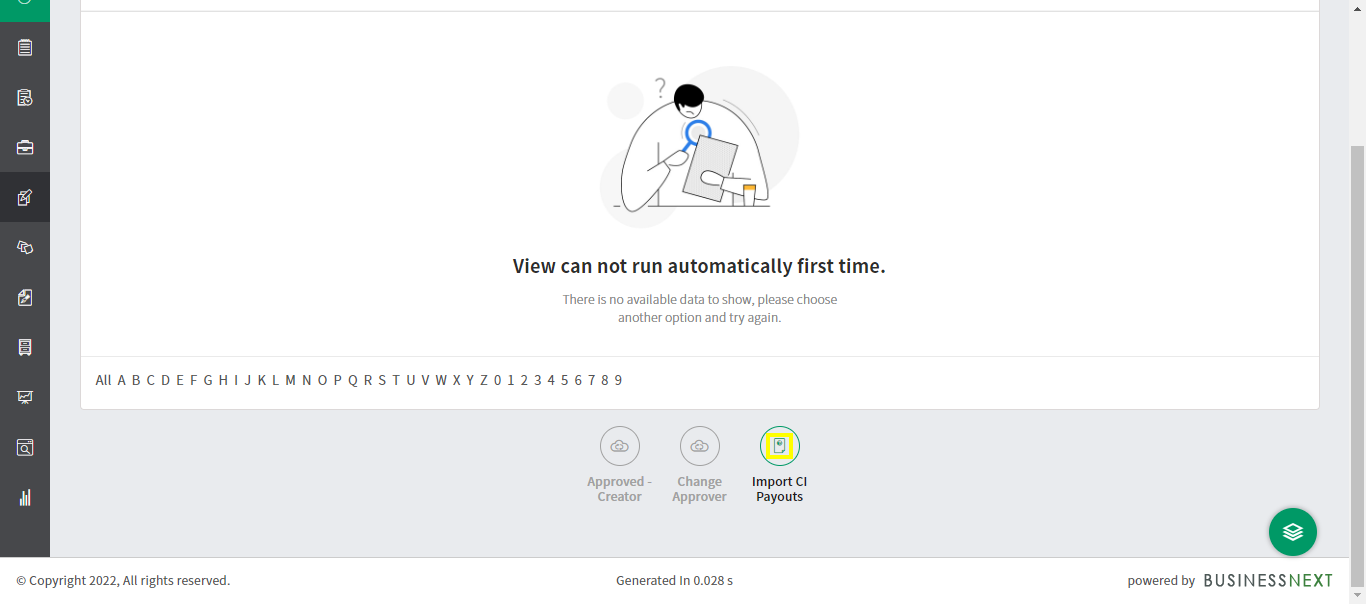 ?
View can not run automatically first time.
There is no available data to show, please choose
another option and try again.
All A B C D E F G H I J K L M N O P Q R S T U V W X Y Z 0 1 2 3 4 5 6 7 8 9
Approved -
Creator
Change
Approver
Import CI
Payouts
© Copyright 2022, All rights reserved.
Generated In 0.028 s
powered by BUSINESSNEXT